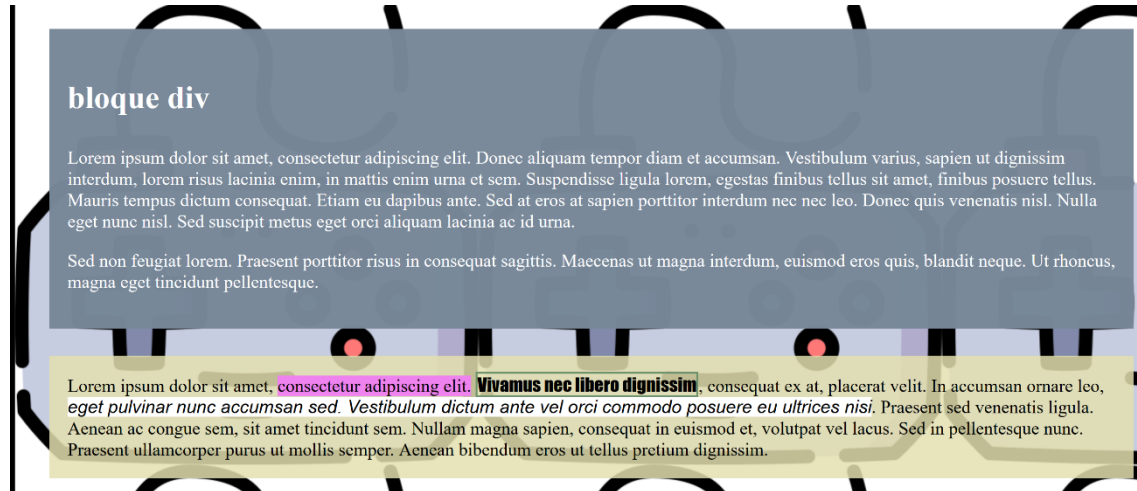 bloque div
Lorem ipsum dolor sit amet, consectetur adipiscing elit. Donec aliquam tempor diam et accumsan. Vestibulum varius, sapien ut dignissim
interdum, lorem risus lacinia enim, in mattis enim urna et sem. Suspendisse ligula lorem, egestas finibus tellus sit amet, finibus posuere tellus.
Mauris tempus dictum consequat. Etiam eu dapibus ante. Sed at eros at sapien porttitor interdum nec nec leo. Donec quis venenatis nisl. Nulla
eget nunc nisl. Sed suscipit metus eget orci aliquam lacinia ac id urna.
Sed non feugiat lorem. Praesent porttitor risus in consequat sagittis. Maecenas ut magna interdum, euismod eros quis, blandit neque. Ut rhoncus,
magna eget tincidunt pellentesque.
Lorem ipsum dolor sit amet, consectetur adipiscing elit. Vivamus nec libero dignissim, consequat ex at, placerat velit. In accumsan ornare leo,
eget pulvinar nunc accumsan sed. Vestibulum dictum ante vel orci commodo posuere eu ultrices nisi. Praesent sed venenatis ligula.
Aenean ac congue sem, sit amet tincidunt sem. Nullam magna sapien, consequat in euismod et, volutpat vel lacus. Sed in pellentesque nunc.
Praesent ullamcorper purus ut mollis semper. Aenean bibendum eros ut tellus pretium dignissim.